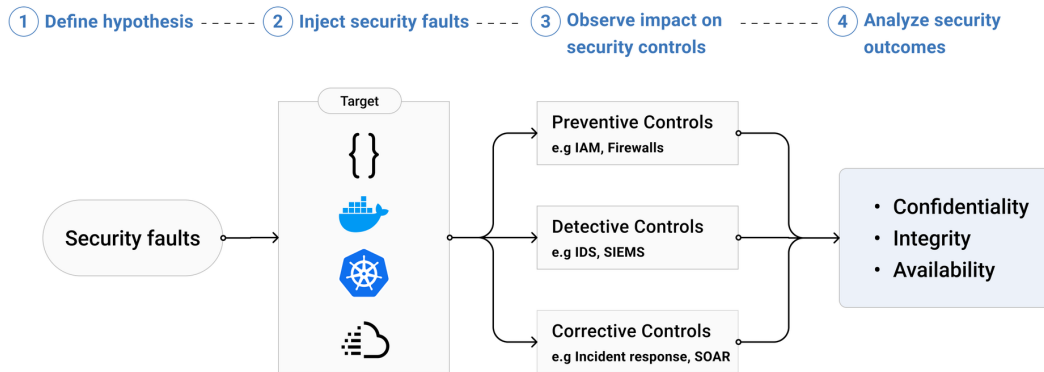 1 Define hypothesis
2 Inject security faults
3 Observe impact on
security controls
4 Analyze security
outcomes
Target
{}
Security faults
Preventive Controls
e.g IAM, Firewalls
Detective Controls
e.g IDS, SIEMS
Corrective Controls
e.g Incident response, SOAR
• Confidentiality
• Integrity
• Availability